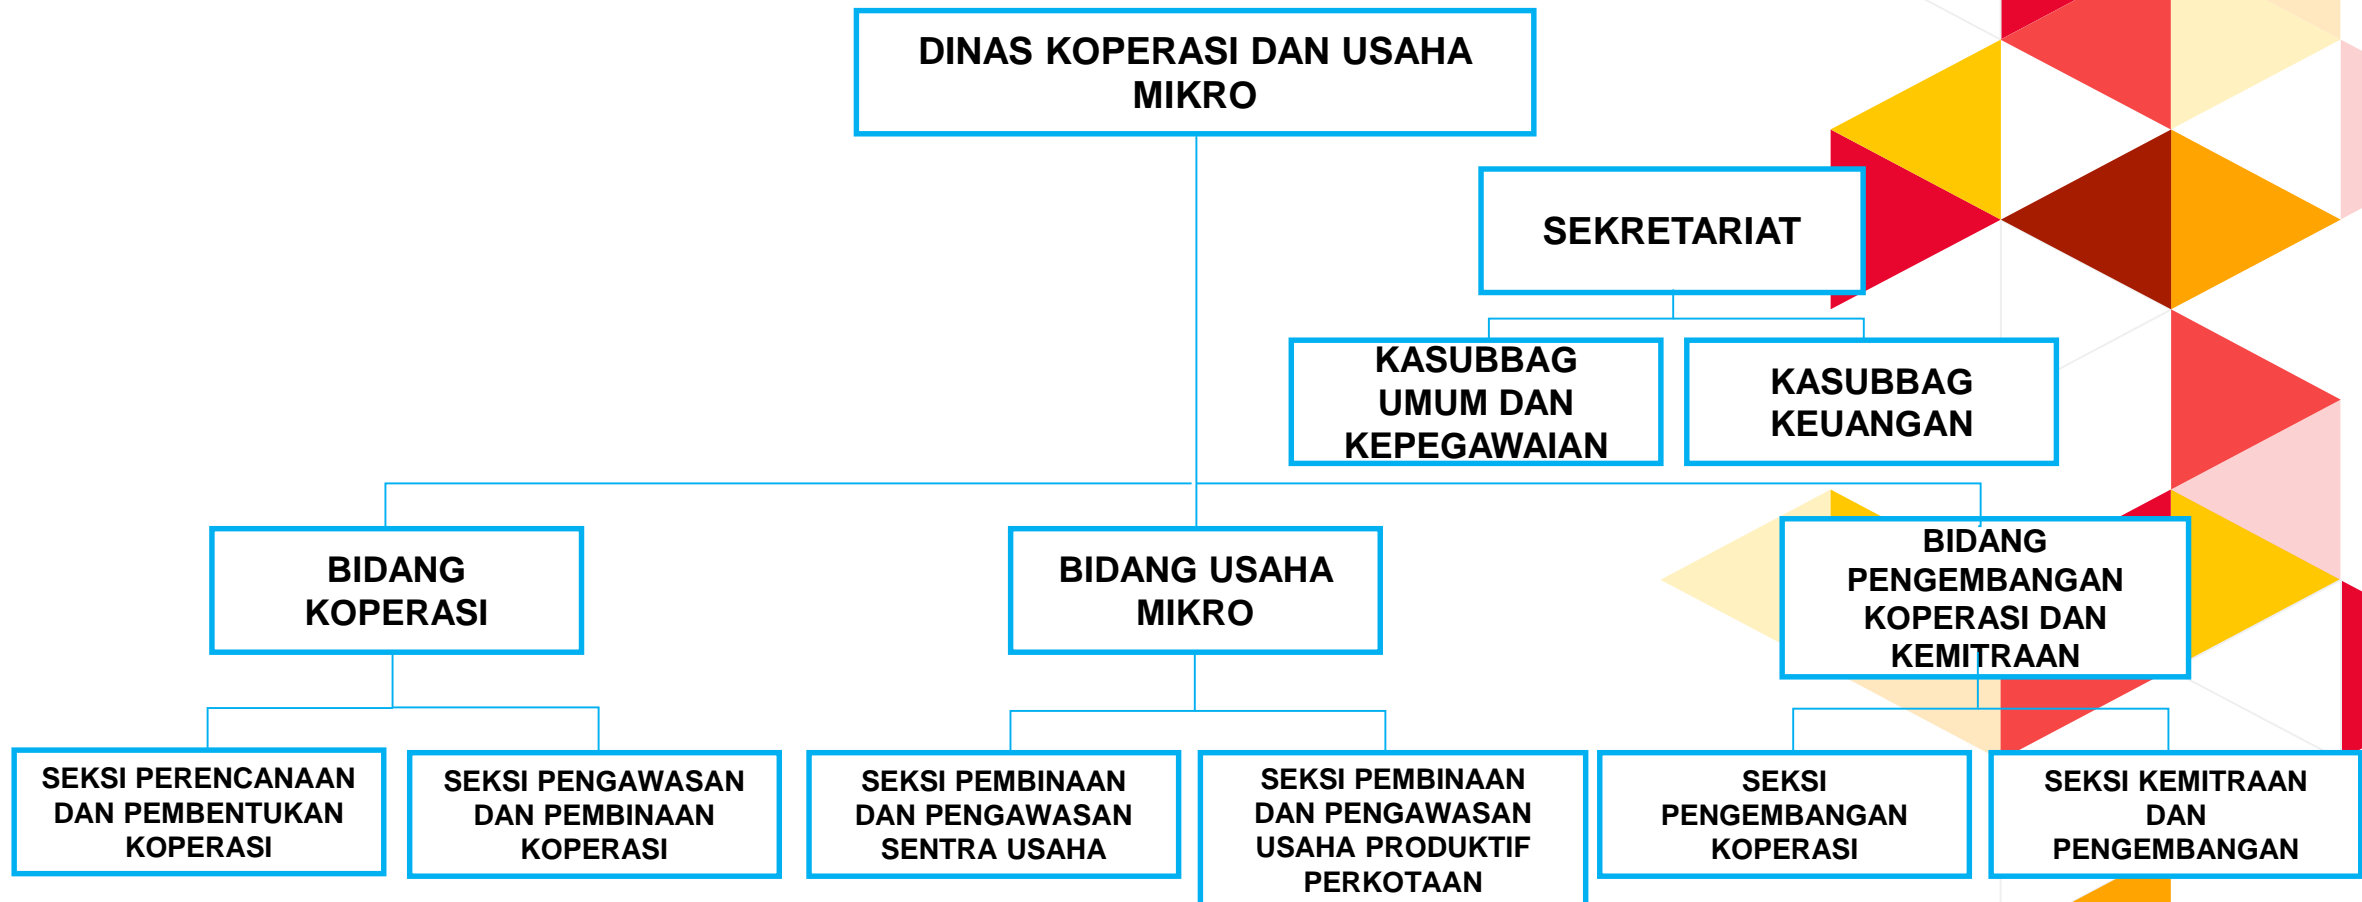 DINAS KOPERASI DAN USAHA
MIKRO
SEKRETARIAT
KASUBBAG
UMUM DAN
KEPEGAWAIAN
KASUBBAG
KEUANGAN
BIDANG
KOPERASI
BIDANG USAHA
MIKRO
BIDANG
PENGEMBANGAN
KOPERASI DAN
KEMITRAAN
SEKSI PERENCANAAN
DAN PEMBENTUKAN
KOPERASI
SEKSI PENGAWASAN
DAN PEMBINAAN
KOPERASI
SEKSI PEMBINAAN
DAN PENGAWASAN
SENTRA USAHA
SEKSI PEMBINAAN
DAN PENGAWASAN
USAHA PRODUKTIF
PERKOTAAN
SEKSI
PENGEMBANGAN
KOPERASI
SEKSI KEMITRAAN
DAN
PENGEMBANGAN